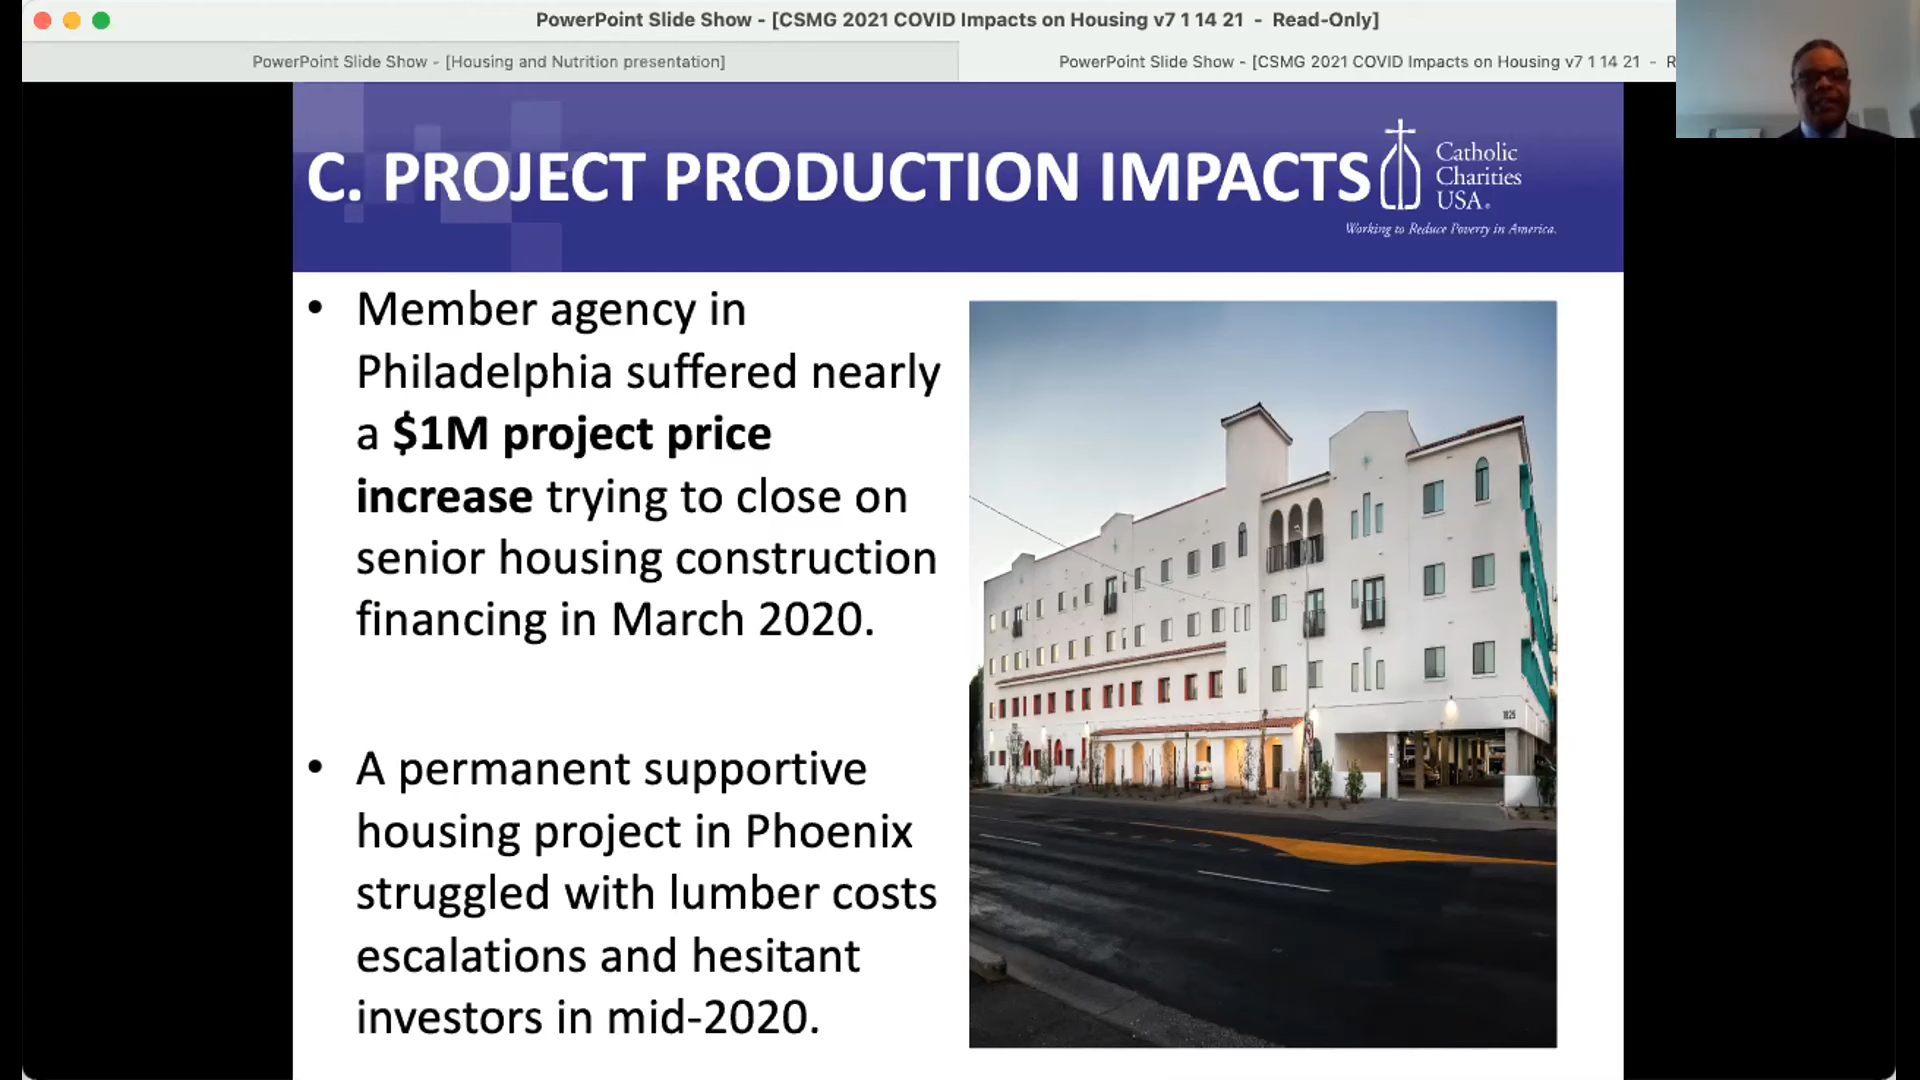 PowerPoint Slide Show - [CSMG 2021 COVID Impacts on Housing v7 1 14 21 - Read-Only]
PowerPoint Slide Show - [Housing and Nutrition presentation]
PowerPoint Slide Show - [CSMG 2021 COVID Impacts on Housing v7 1 14 21 - R
C. PROJECT PRODUCTION IMPACTS
Catholic
Charities
USA®
Working to Reduce Poverty in America.
• Member agency in
Philadelphia suffered nearly
a $1M project price
increase trying to close on
senior housing construction
financing in March 2020.
• A permanent supportive
housing project in Phoenix
struggled with lumber costs
escalations and hesitant
investors in mid-2020.
1825